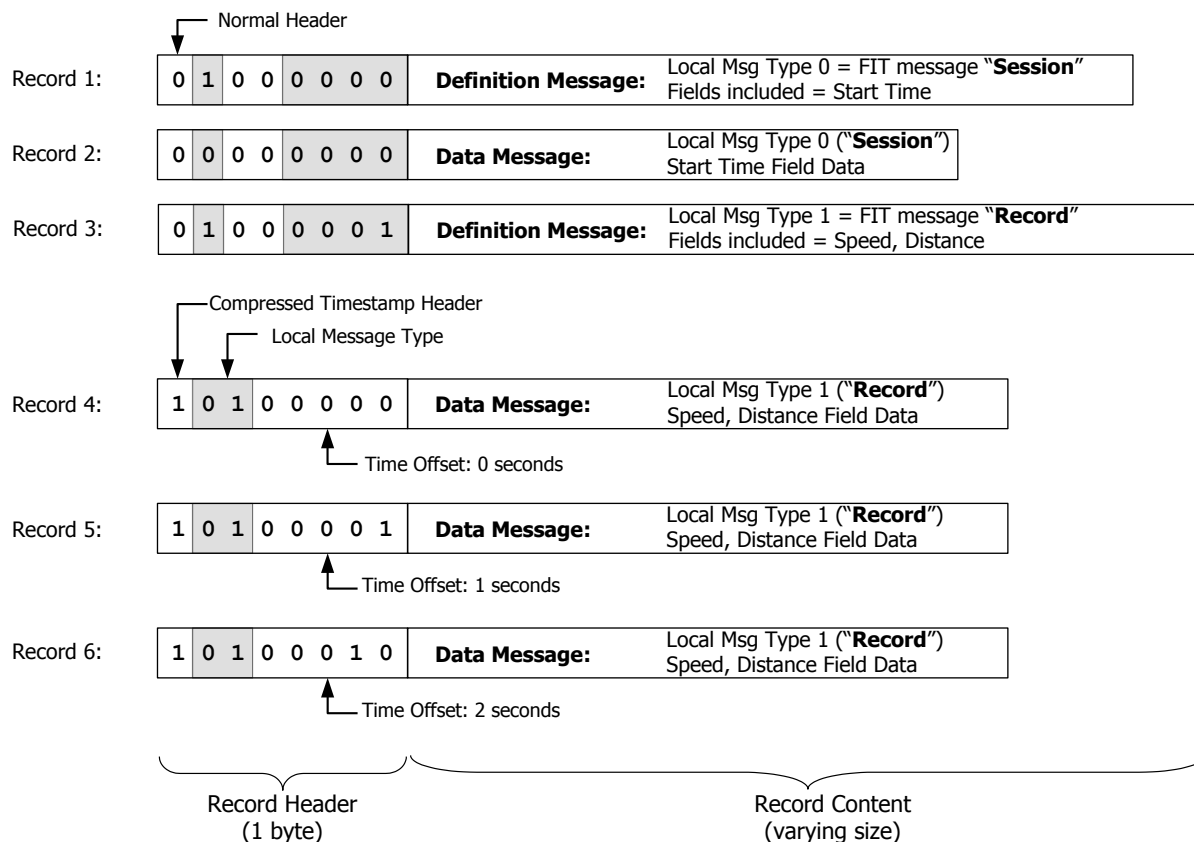 Normal Header
Record 1: 0 1 0 0 0 0 0 0 Definition Message: Local Msg Type 0 = FIT message “Session”
Fields included = Start Time
Record 2: 0 0 0 0 0 0 0 0 Data Message: Local Msg Type 0 (“Session”)
Start Time Field Data
Record 3: 0 1 0 0 0 0 0 1 Definition Message: Local Msg Type 1 = FIT message “Record”
Fields included = Speed, Distance
Compressed Timestamp Header
Local Message Type
Record 4: 1 0 1 0 0 0 0 0 Data Message: Local Msg Type 1 (“Record”)
Speed, Distance Field Data
Time Offset: 0 seconds
Record 5: 1 0 1 0 0 0 0 1 Data Message: Local Msg Type 1 (“Record”)
Speed, Distance Field Data
Time Offset: 1 seconds
Record 6: 1 0 1 0 0 0 1 0 Data Message: Local Msg Type 1 (“Record”)
Speed, Distance Field Data
Time Offset: 2 seconds
Record Header
(1 byte)
Record Content
(varying size)